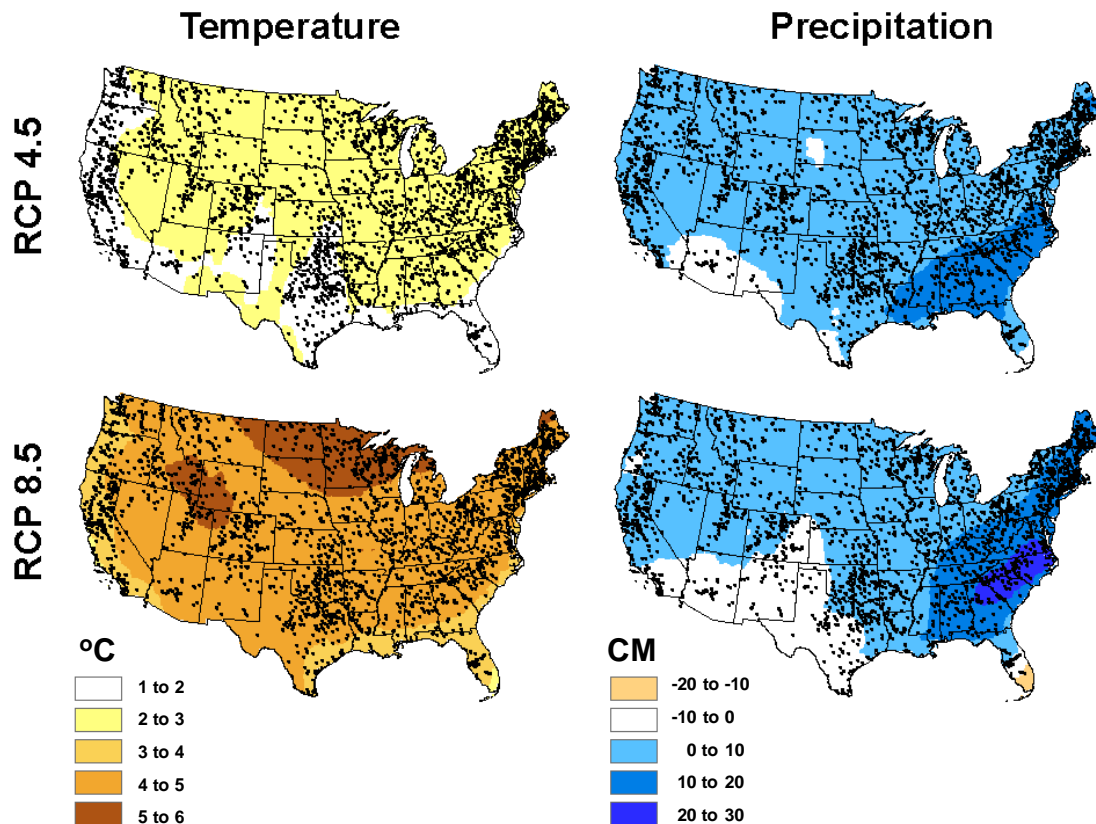 Temperature
Precipitation
RCP 4.5
RCP 8.5
ºC
1 to 2
2 to 3
3 to 4
4 to 5
5 to 6
CM
-20 to -10
-10 to 0
0 to 10
10 to 20
20 to 30